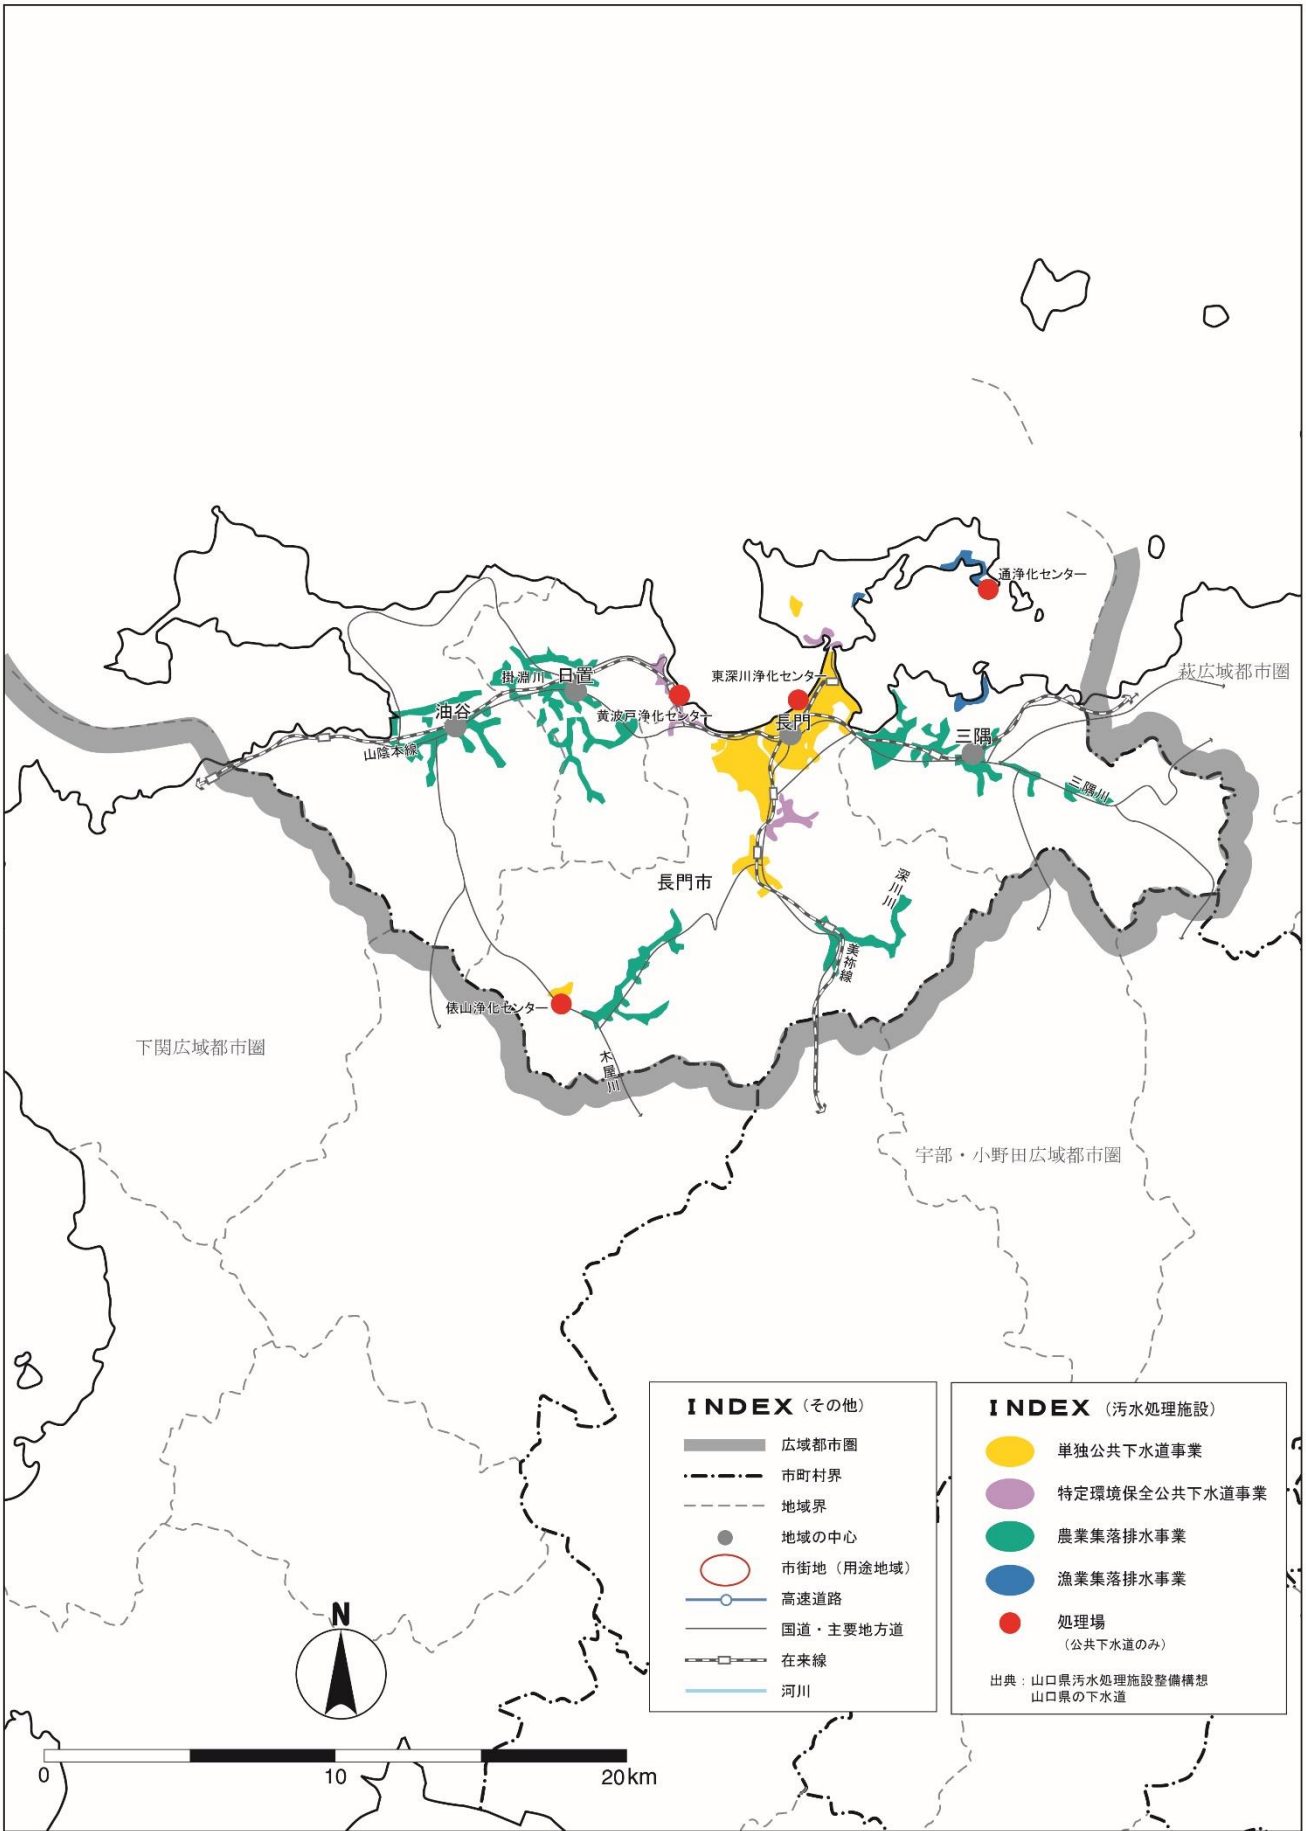 通浄化センター
萩広域都市圏
東深川浄化センター
掛淵川
日置
油谷
黄波戸浄化センター
長門
三隅
山陰本線
三隅川
長門市
深川川
美祢線
俵山浄化センター
下関広域都市圏
木屋川
宇部・小野田広域都市圏
INDEX（その他）
広域都市圏
市町村界
地域界
地域の中心
市街地（用途地域）
高速道路
国道・主要地方道
在来線
河川
INDEX（汚水処理施設）
単独公共下水道事業
特定環境保全公共下水道事業
農業集落排水事業
漁業集落排水事業
処理場
（公共下水道のみ）
出典：山口県汚水処理施設整備構想
山口県の下水道
N
0 10 20km